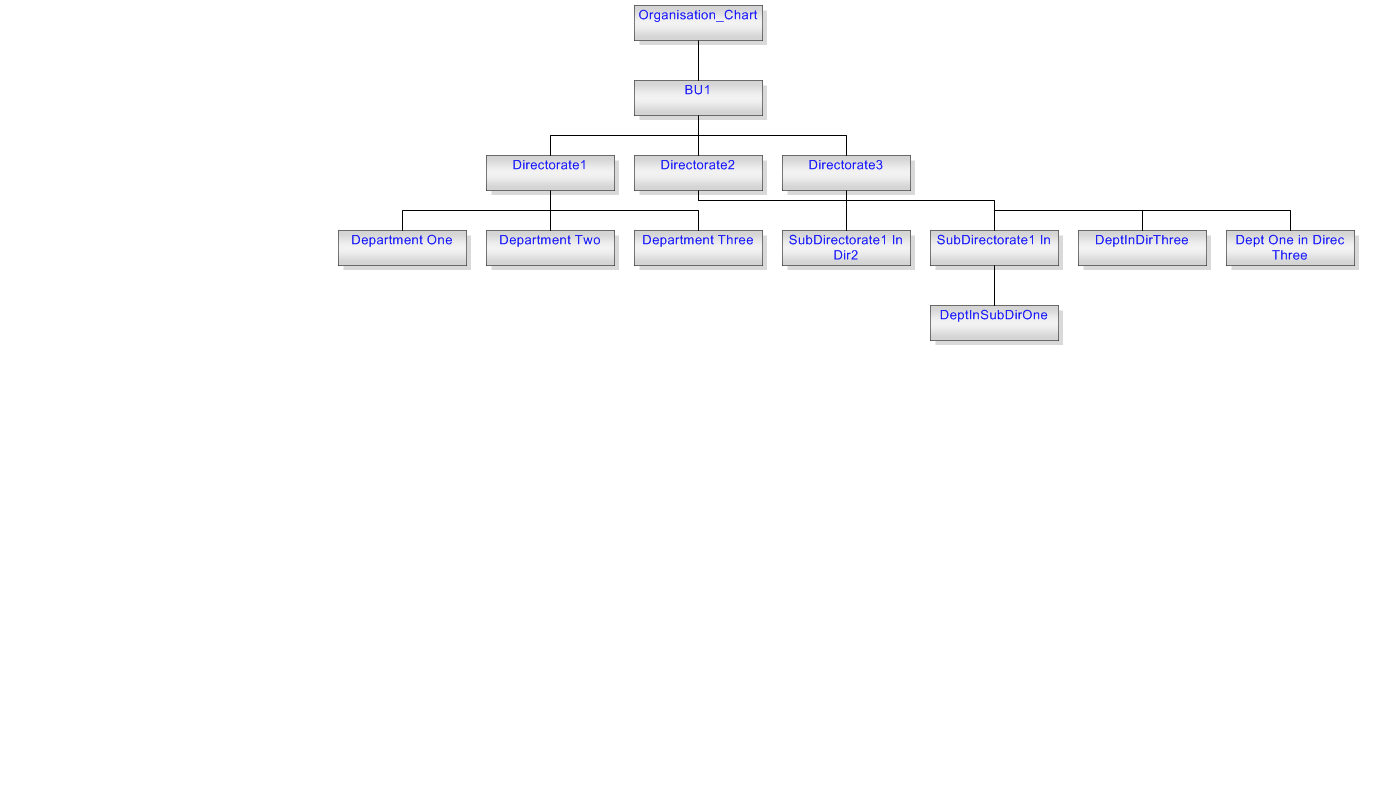 Organisation_Chart
BU1
Directorate1
Directorate2
Directorate3
Department One
Department Two
Department Three
SubDirectorate1 In
Dir2
SubDirectorate1 In
DeptInDirThree
Dept One in Direc
Three
DeptInSubDirOne